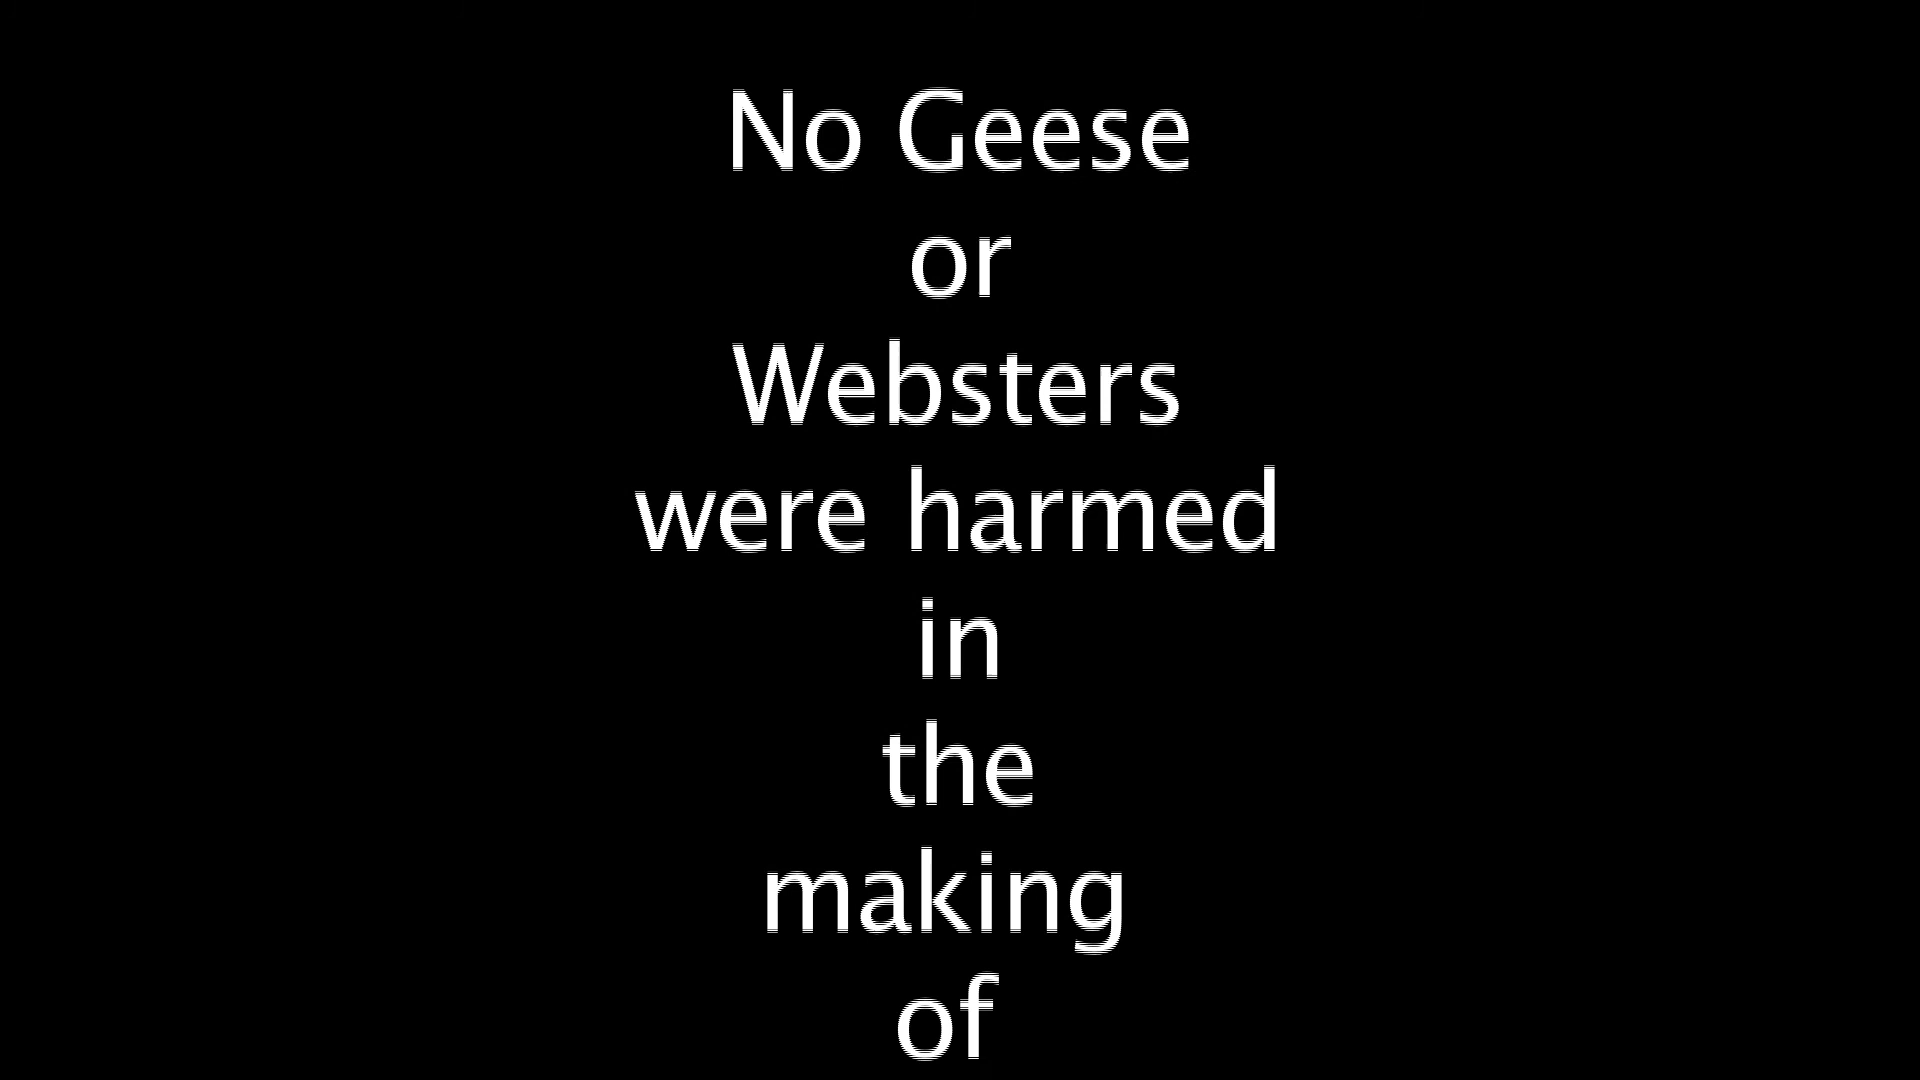 No Geese
or
Websters
were harmed
in
the
making
of